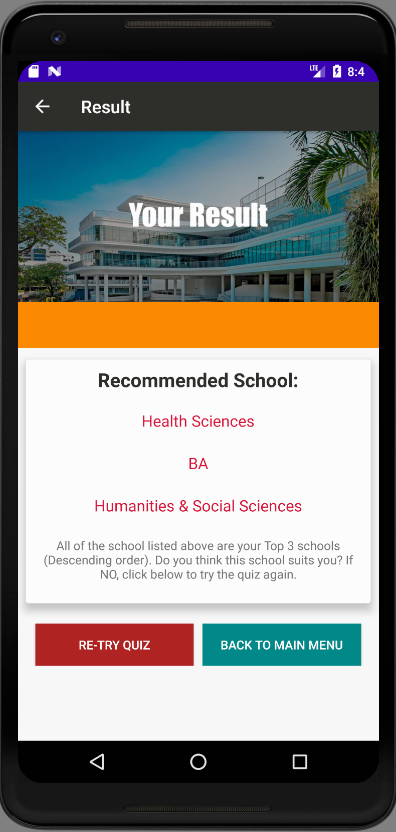 LTE 8:4
Result
Your Result
Recommended School:
Health Sciences
BA
Humanities & Social Sciences
All of the school listed above are your Top 3 schools
(Descending order). Do you think this school suits you? If
NO, click below to try the quiz again.
RE-TRY QUIZ BACK TO MAIN MENU